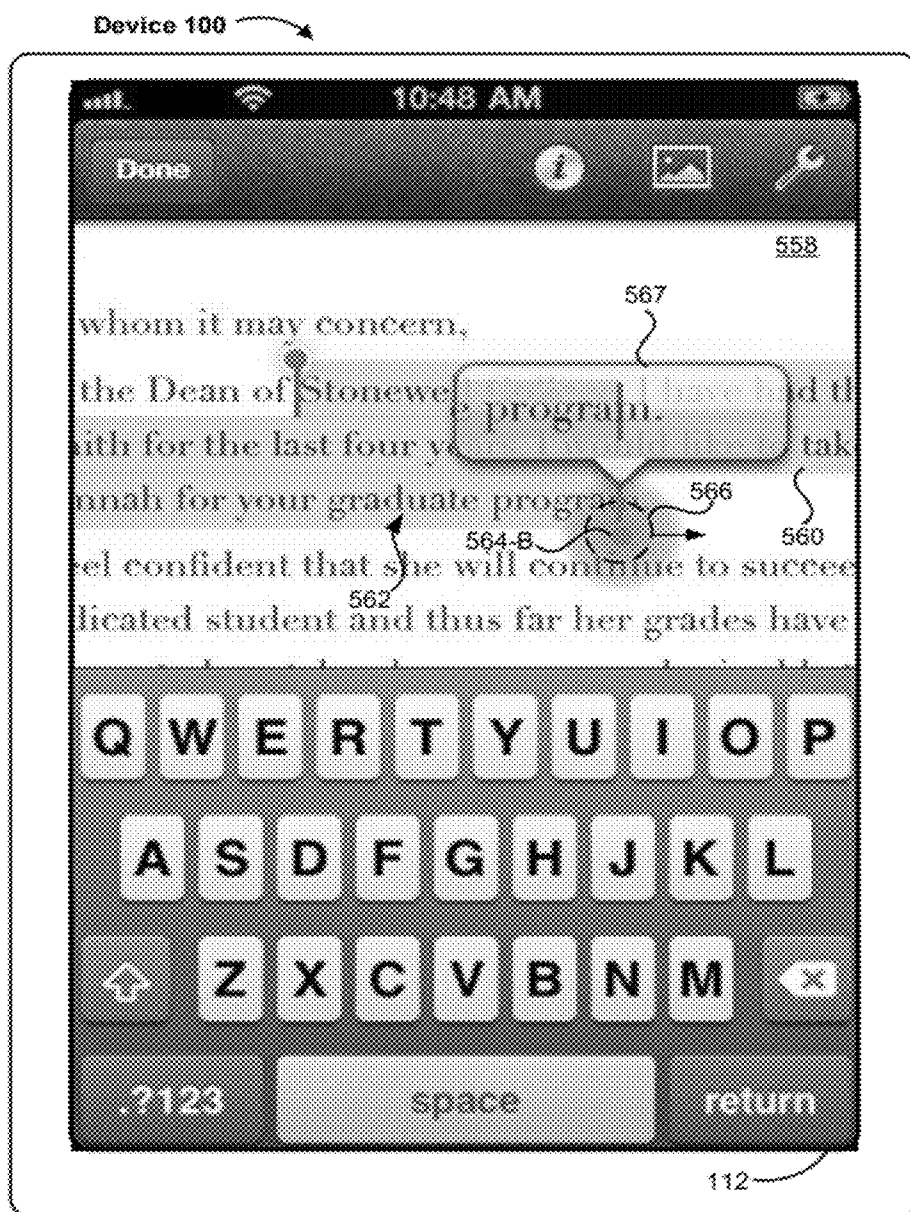 Device 100
10:48 AM
Done
558
567
whom it may concern,
the Dean of Stonewe d th
e program.
ith for the last four y tak
nnah for your graduate progra
566
564-B
560
eel confident that she will continue to succee
562
licated student and thus far her grades have
Q W E R T Y U I O P
A S D F G H J K L
Z X C V B N M
.?123 space return
112